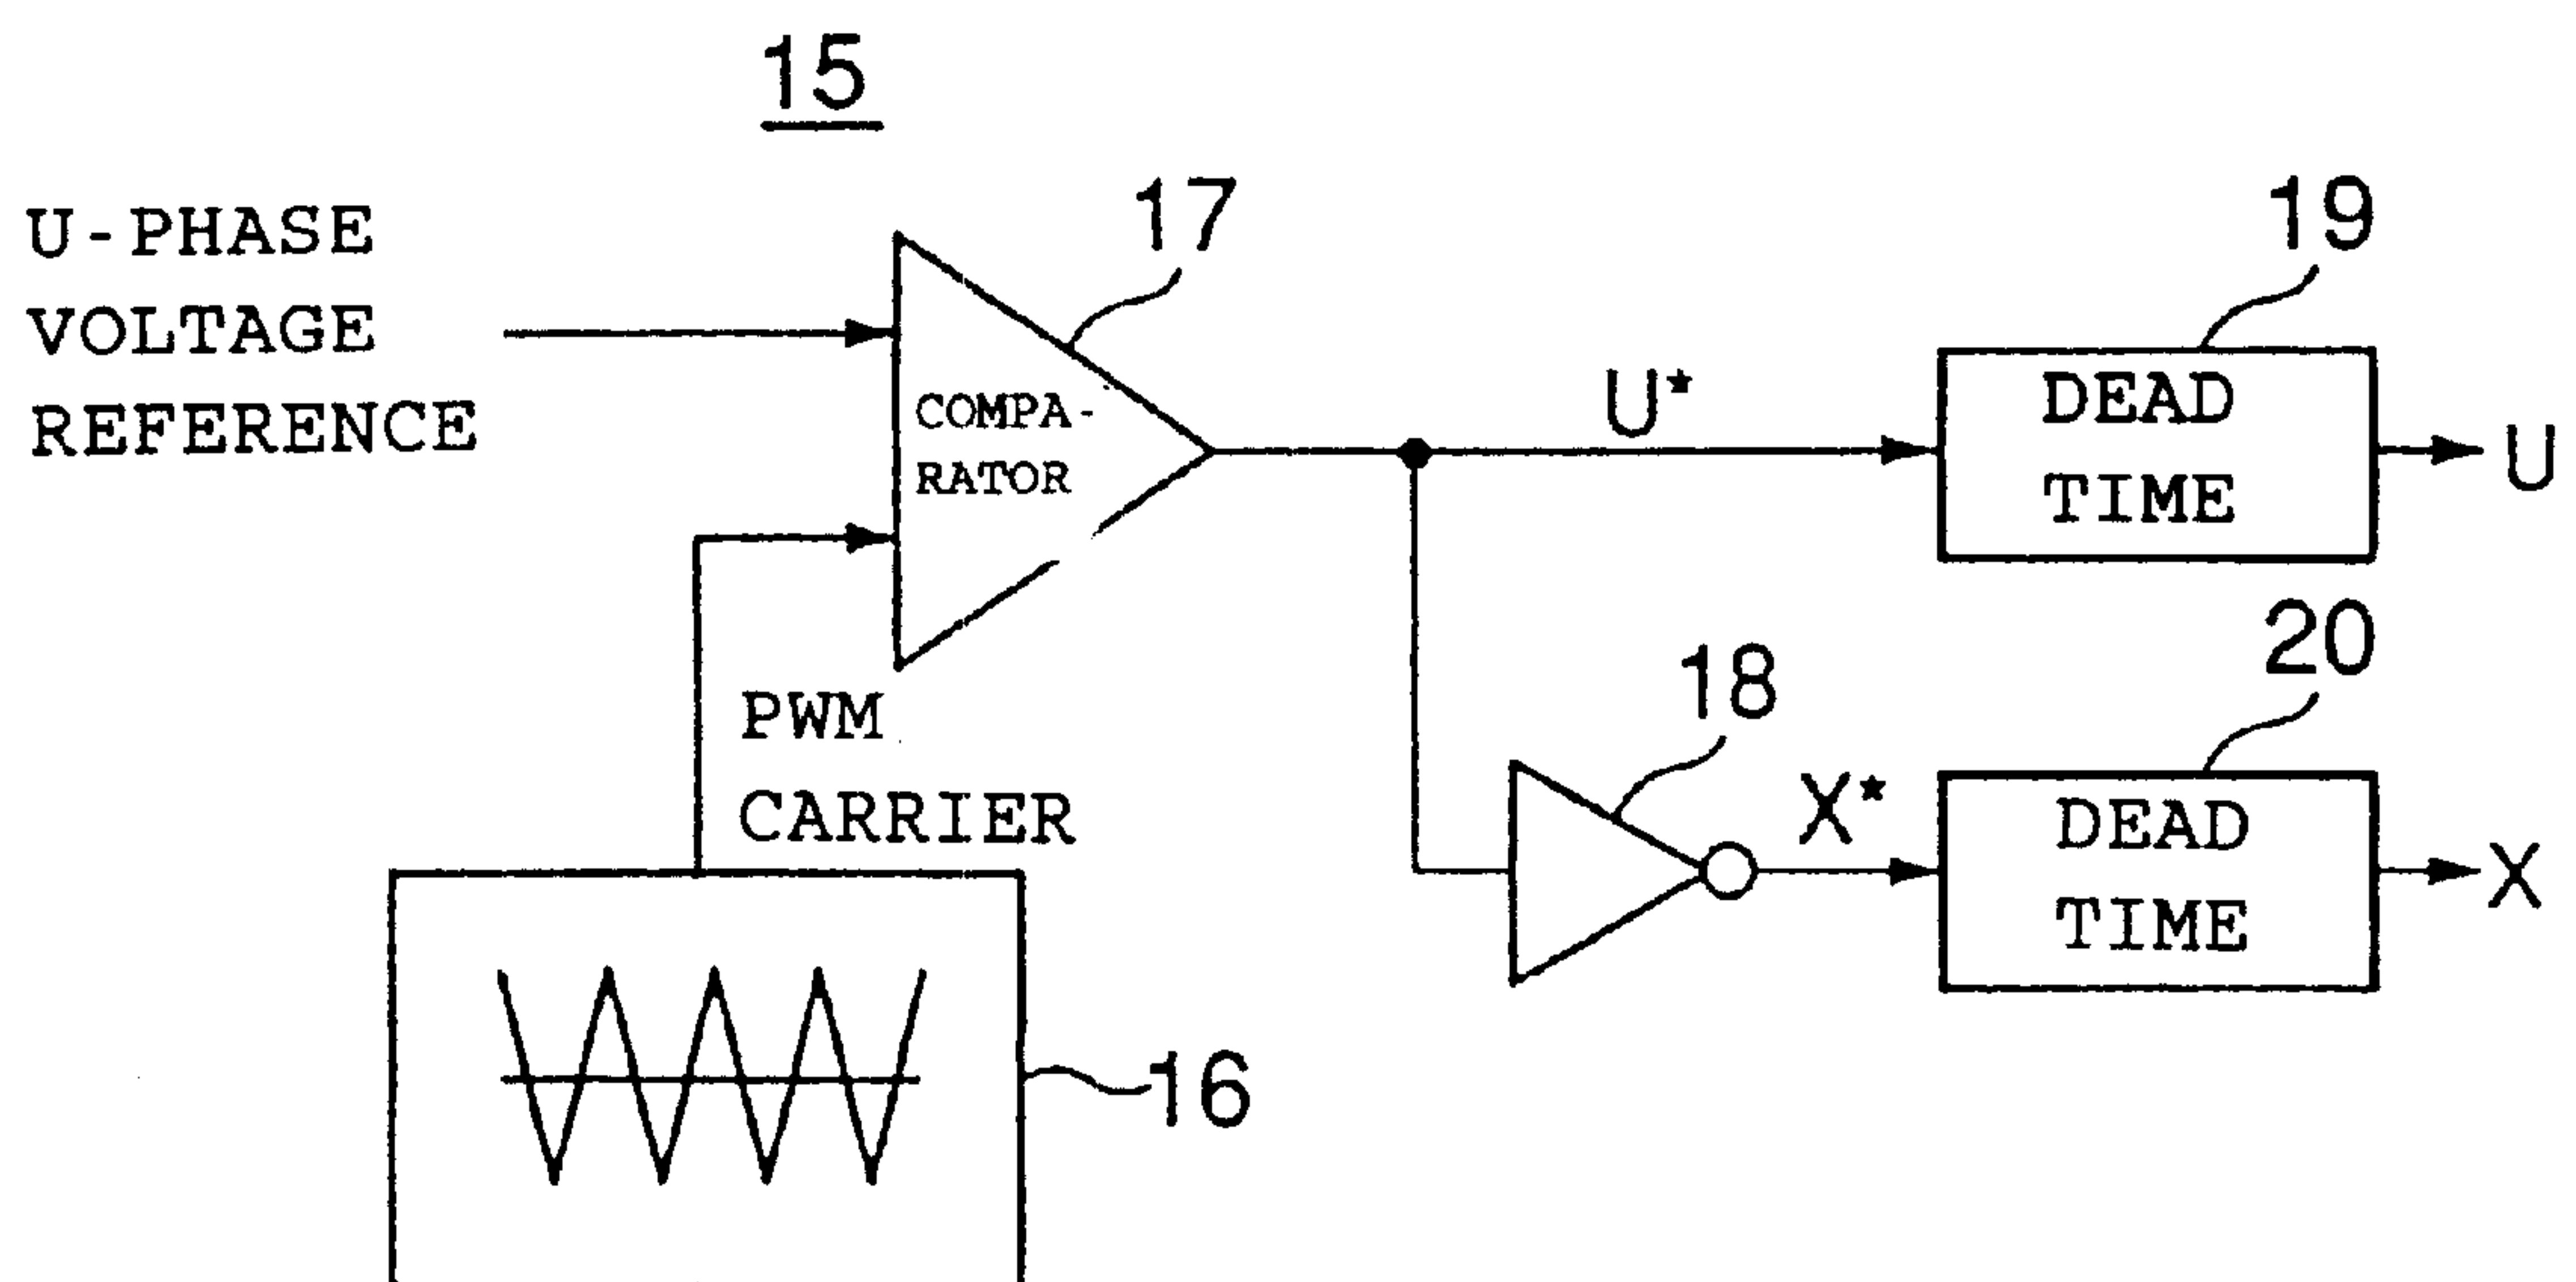 15
U-PHASE
VOLTAGE
REFERENCE
17
COMPA-
RATOR
U*
19
DEAD
TIME
U
PWM
CARRIER
18
X*
20
DEAD
TIME
X
16